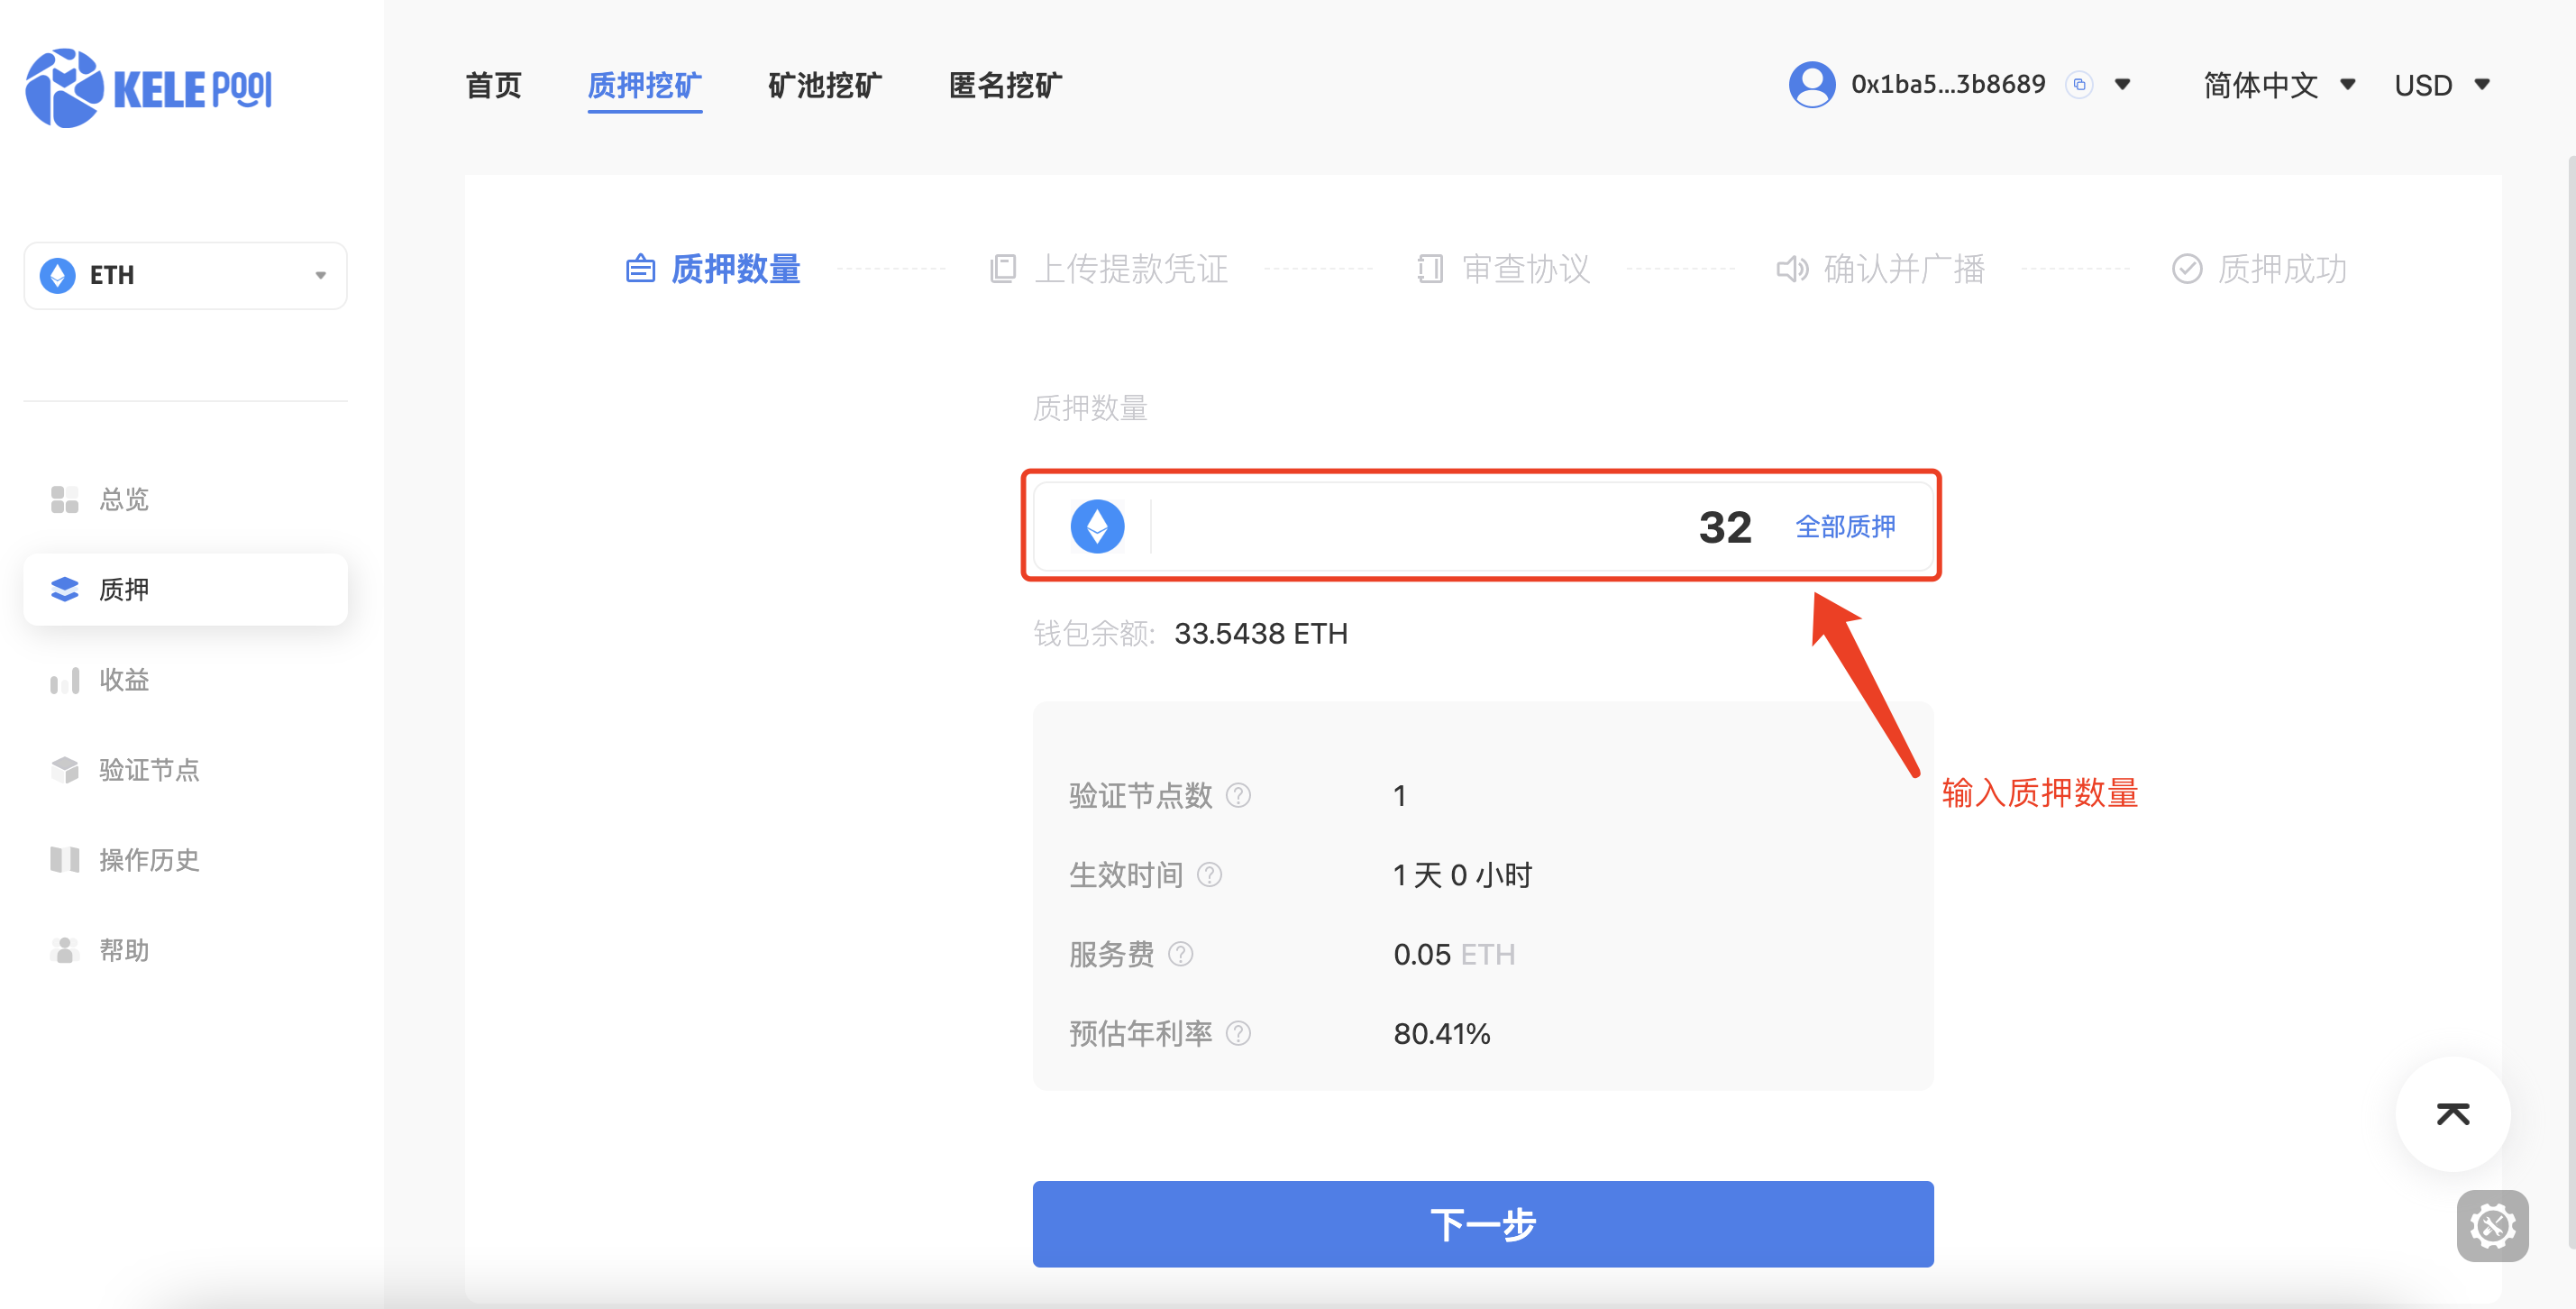 KELE POOL
首页 质押挖矿 矿池挖矿 匿名挖矿 0x1ba5...3b8689 简体中文 USD
ETH
总览
质押
收益
验证节点
操作历史
帮助
质押数量 上传提款凭证 审查协议 确认并广播 质押成功
质押数量
32 全部质押
钱包余额: 33.5438 ETH
输入质押数量
验证节点数 ? 1
生效时间 ? 1 天 0 小时
服务费 ? 0.05 ETH
预估年利率 ? 80.41%
下一步